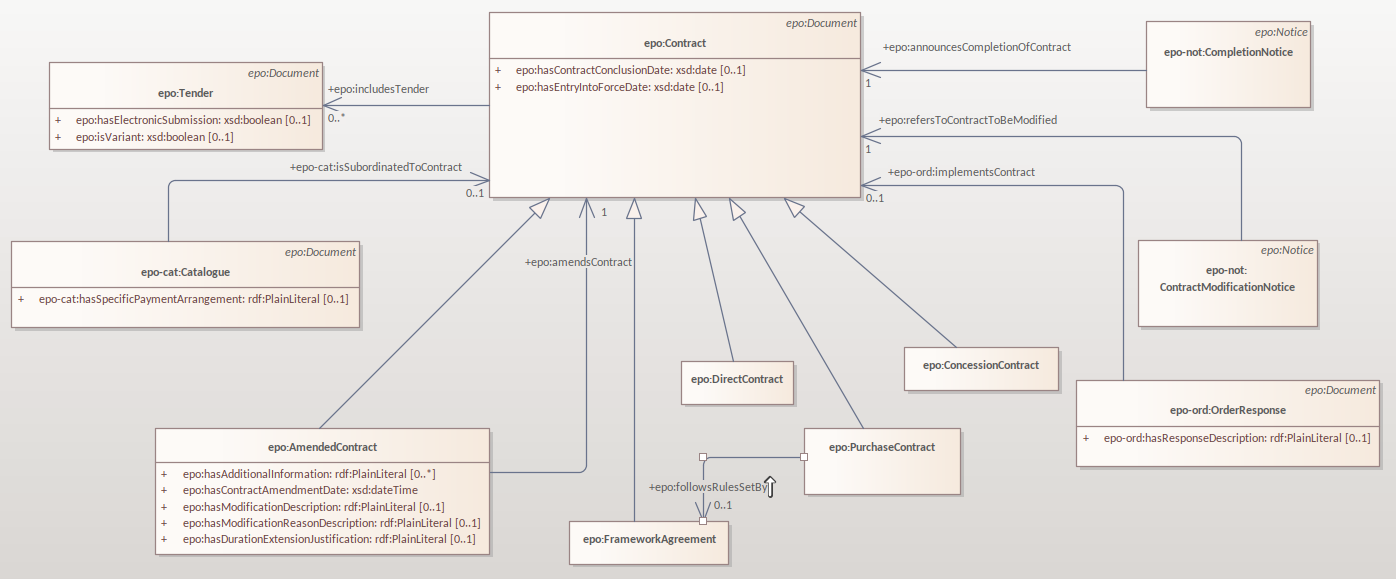 epo:Document
epo:Contract
+ epo:hasContractConclusionDate: xsd:date [0..1]
+ epo:hasEntryIntoForceDate: xsd:date [0..1]
epo:Notice
epo-not:CompletionNotice
+epo:announcesCompletionOfContract
1
epo:Document
epo:Tender
+ epo:hasElectronicSubmission: xsd:boolean [0..1]
+ epo:isVariant: xsd:boolean [0..1]
+epo:includesTender
0..*
+epo:refersToContractToBeModified
1
+epo-cat:isSubordinatedToContract
0..1
+epo-ord:implementsContract
0..1
epo:Document
epo-cat:Catalogue
+ epo-cat:hasSpecificPaymentArrangement: rdf:PlainLiteral [0..1]
1
+epo:amendsContract
epo:Notice
epo-not:
ContractModificationNotice
epo:DirectContract
epo:ConcessionContract
epo:Document
epo-ord:OrderResponse
+ epo-ord:hasResponseDescription: rdf:PlainLiteral [0..1]
epo:AmendedContract
+ epo:hasAdditionalInformation: rdf:PlainLiteral [0..*]
+ epo:hasContractAmendmentDate: xsd:dateTime
+ epo:hasModificationDescription: rdf:PlainLiteral [0..1]
+ epo:hasModificationReasonDescription: rdf:PlainLiteral [0..1]
+ epo:hasDurationExtensionJustification: rdf:PlainLiteral [0..1]
epo:PurchaseContract
+epo:followsRulesSetBy
0..1
epo:FrameworkAgreement